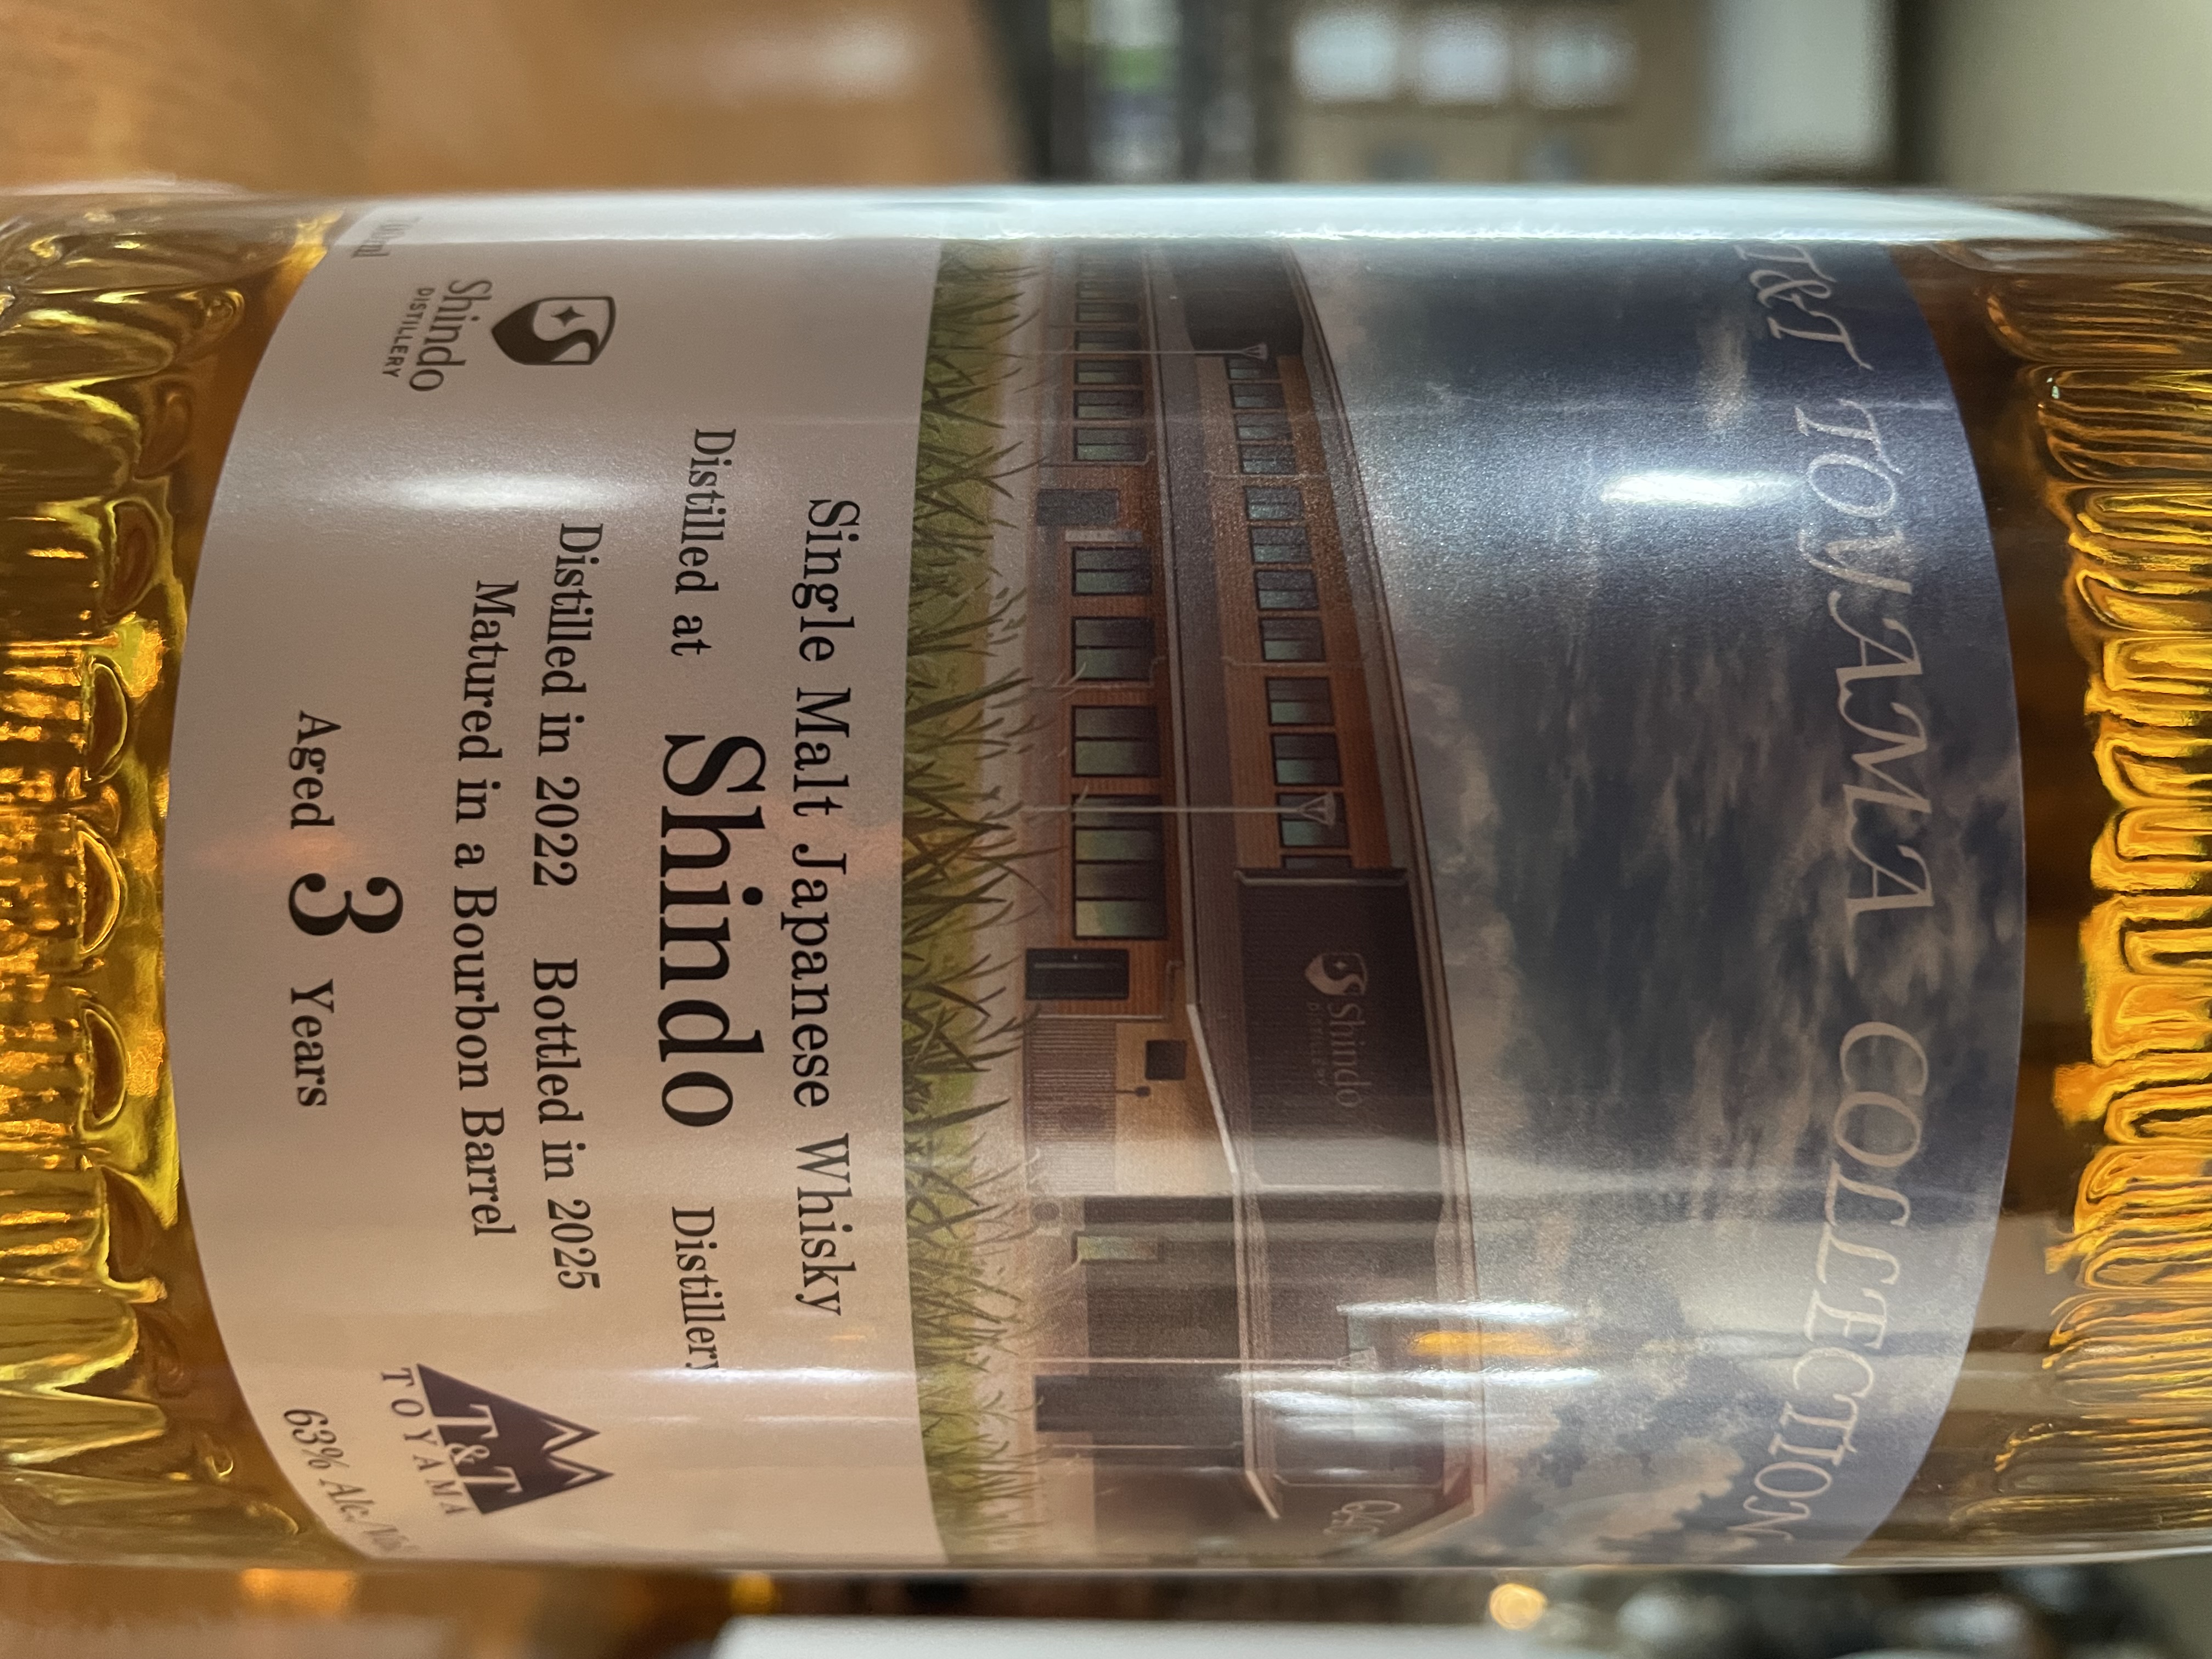 T&T TOYAMA COLLECTION
Shindo
DISTILLERY
Single Malt Japanese Whisky
Distilled at Shindo Distillery
Distilled in 2022 Bottled in 2025
Matured in a Bourbon Barrel
Aged 3 Years
Shindo
DISTILLERY
T&T
TOYAMA
63% Alc./Vol